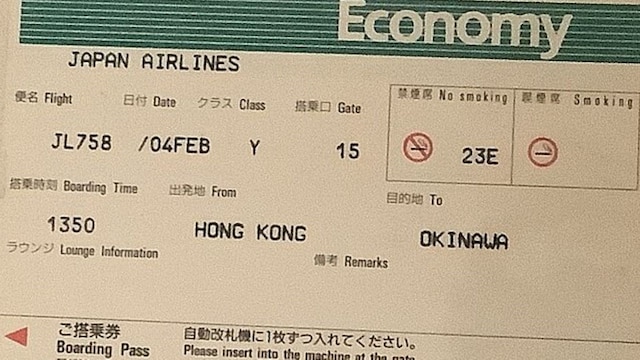 Economy
JAPAN AIRLINES
便名 Flight 日付 Date クラス Class 搭乗口 Gate 禁煙席 No smoking 喫煙席 Smoking
JL758 /04FEB Y 15 23E
搭乗時刻 Boarding Time 出発地 From 目的地 To
1350 HONG KONG OKINAWA
ラウンジ Lounge Information 備考 Remarks
ご搭乗券 自動改札機に1枚ずつ入れてください。
Boarding Pass Please insert into the machine at the gate